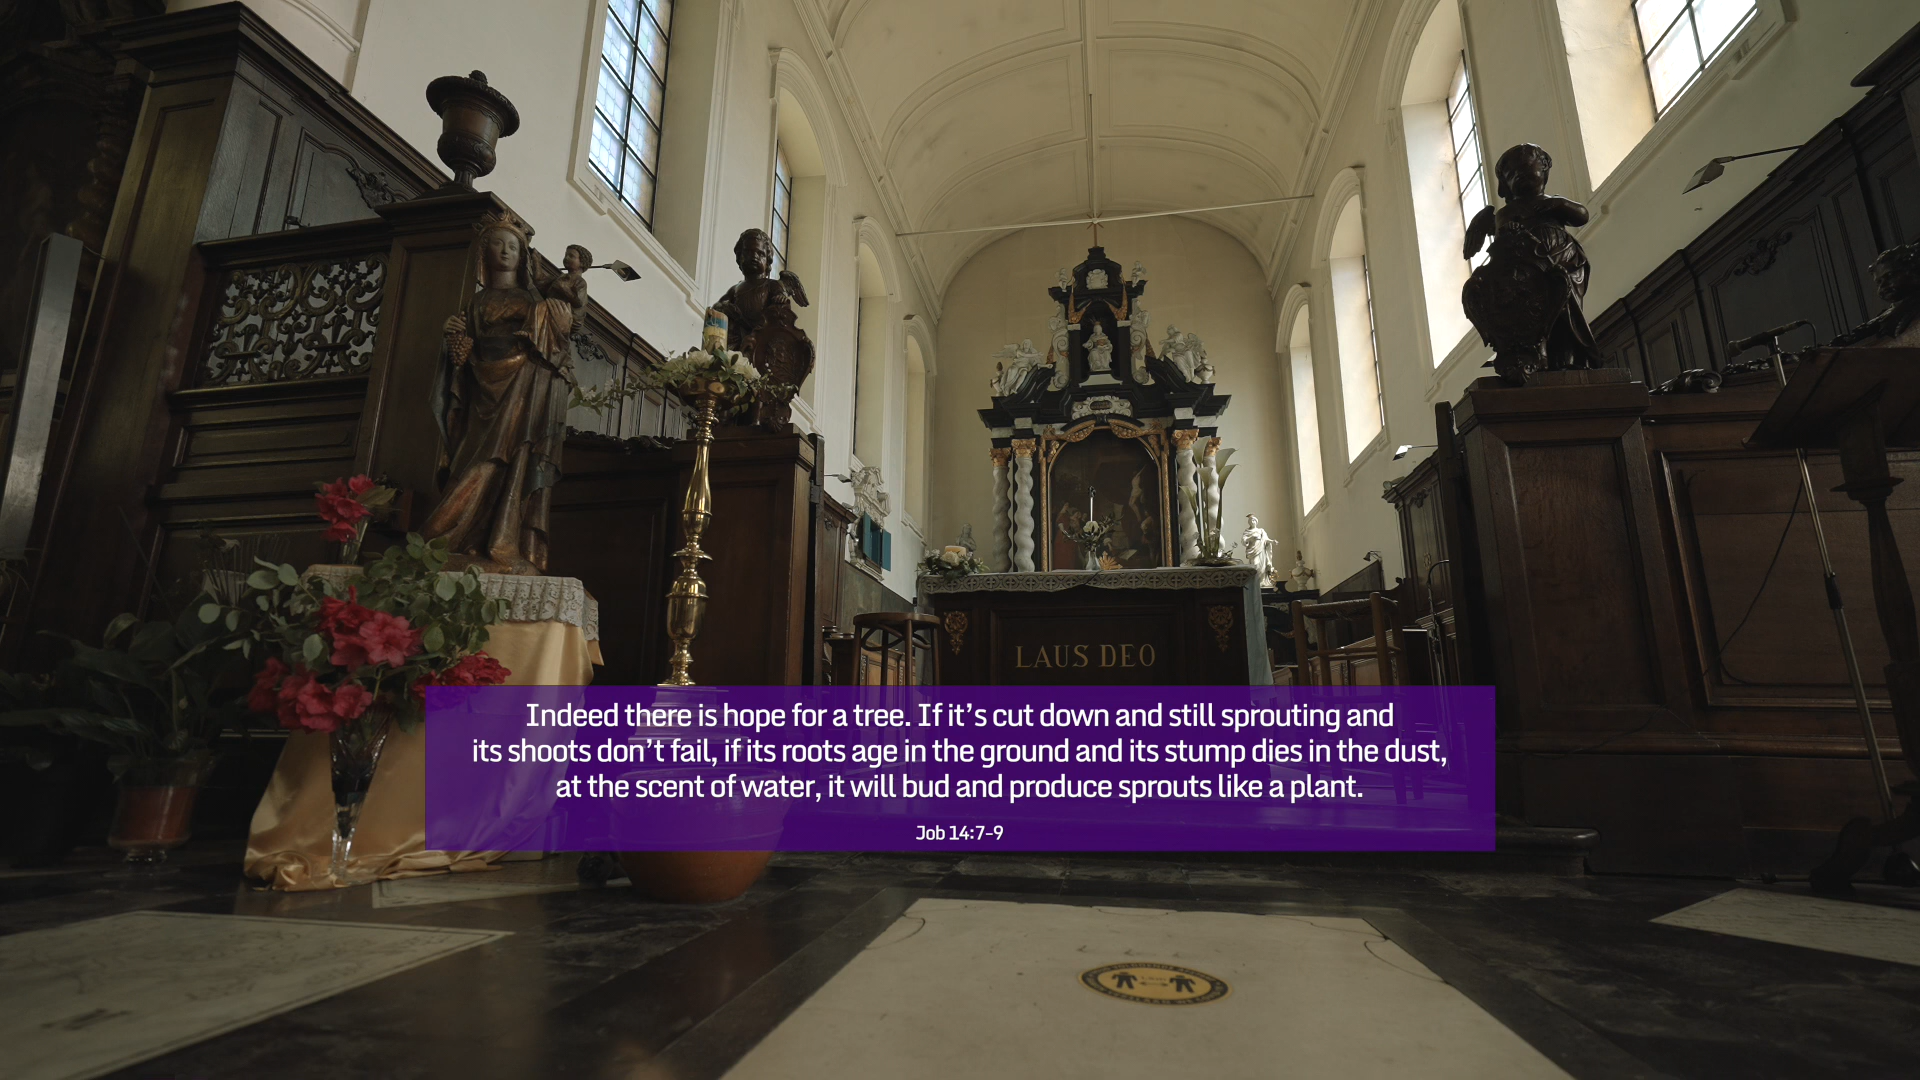 LAUS DEO
Indeed there is hope for a tree. If it’s cut down and still sprouting and
its shoots don’t fail, if its roots age in the ground and its stump dies in the dust,
at the scent of water, it will bud and produce sprouts like a plant.
Job 14:7-9